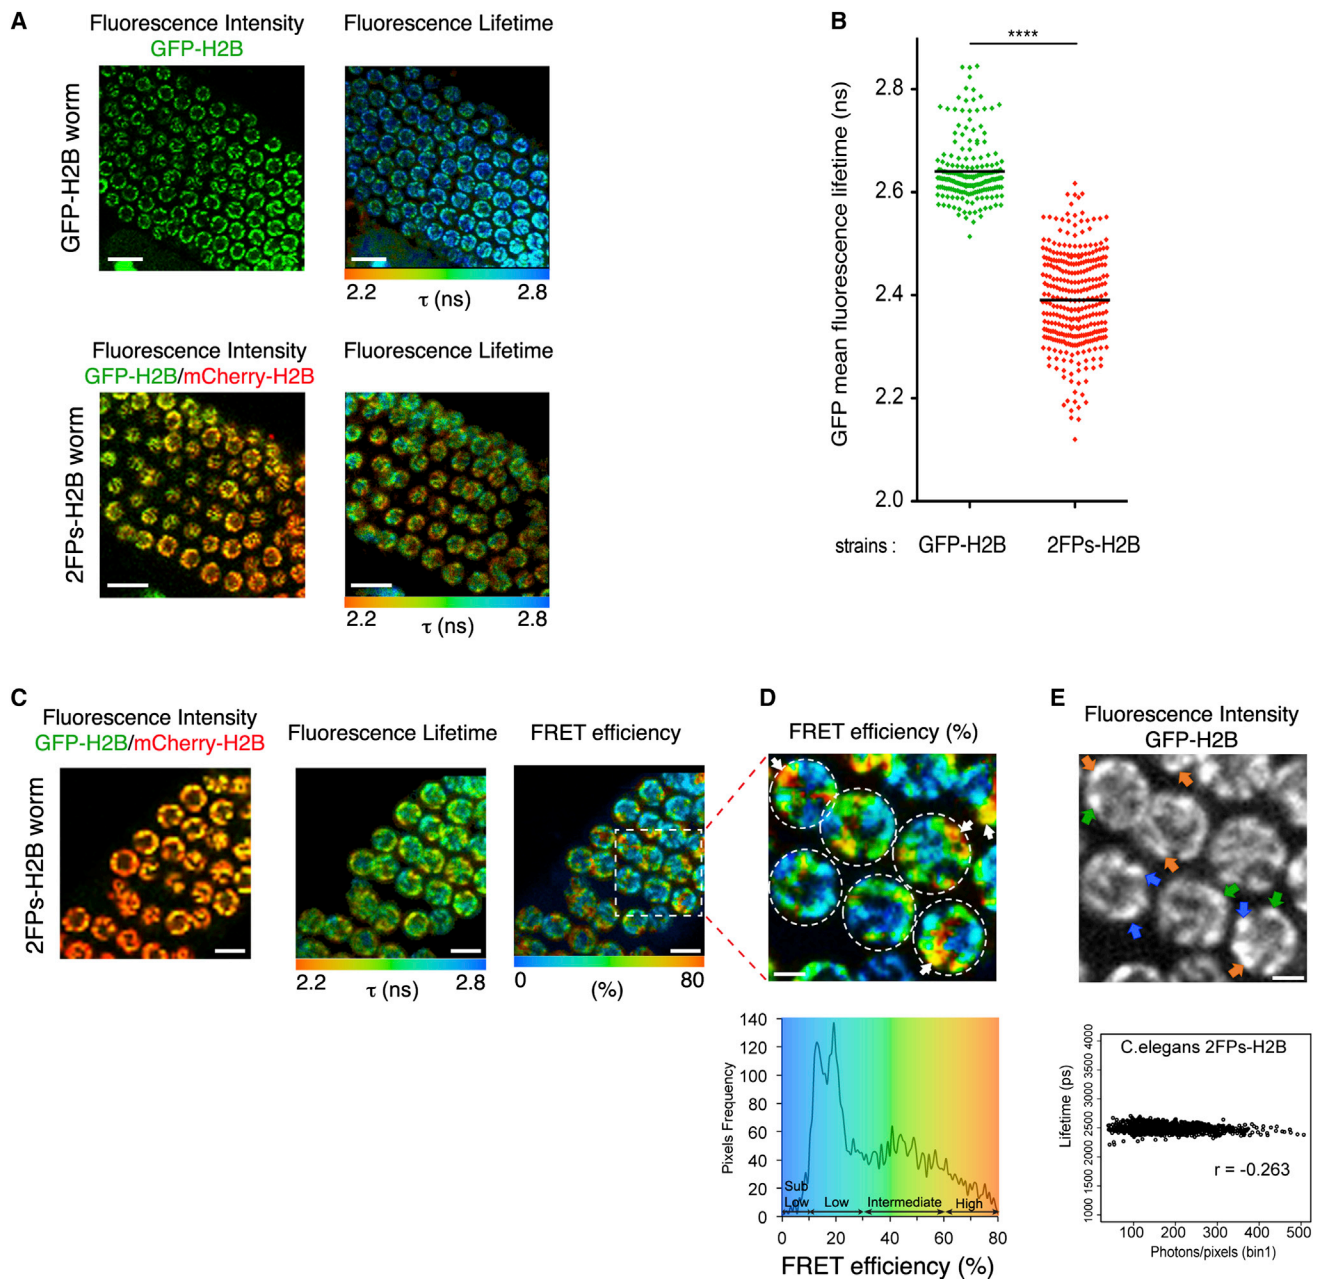 A
Fluorescence Intensity
GFP-H2B
Fluorescence Lifetime
GFP-H2B worm
2.2
τ (ns)
2.8
Fluorescence Intensity
GFP-H2B/mCherry-H2B
Fluorescence Lifetime
2FPs-H2B worm
2.2
τ (ns)
2.8
B
****
GFP mean fluorescence lifetime (ns)
2.8
2.6
2.4
2.2
2.0
strains : GFP-H2B 2FPs-H2B
C
Fluorescence Intensity
GFP-H2B/mCherry-H2B
Fluorescence Lifetime
FRET efficiency
2FPs-H2B worm
2.2
τ (ns)
2.8
0
(%)
80
D
FRET efficiency (%)
Pixels Frequency
140
120
100
80
60
40
20
0
Sub
Low
Low
Intermediate
High
0 20 40 60 80
FRET efficiency (%)
E
Fluorescence Intensity
GFP-H2B
C.elegans 2FPs-H2B
Lifetime (ps)
1000 1500 2000 2500 3000 3500 4000
r = -0.263
100 200 300 400 500
Photons/pixels (bin1)